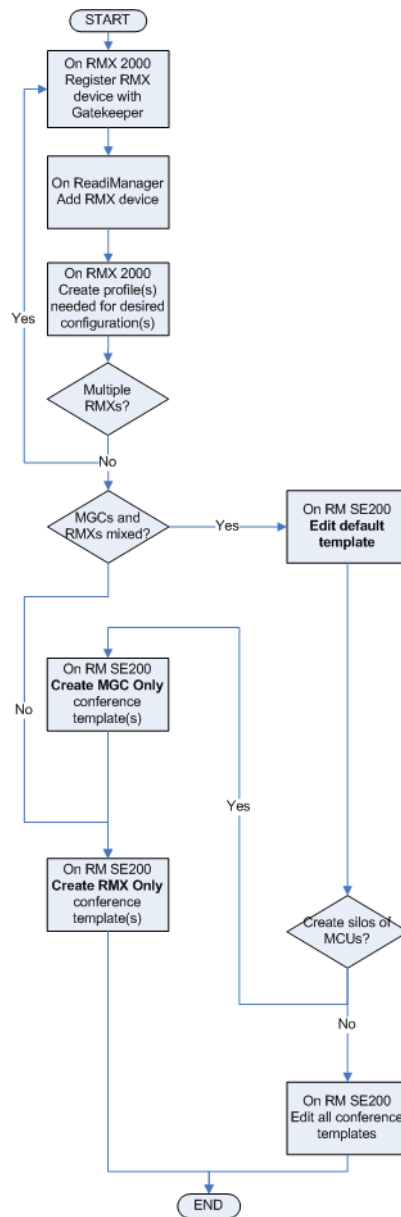 START
On RMX 2000
Register RMX
device with
Gatekeeper
On ReadiManager
Add RMX device
On RMX 2000
Create profile(s)
needed for desired
configuration(s)
Yes
Multiple
RMXs?
No
MGCs and
RMXs mixed?
Yes
On RM SE200
Edit default
template
On RM SE200
Create MGC Only
conference
template(s)
No
Yes
On RM SE200
Create RMX Only
conference
template(s)
Create silos of
MCUs?
No
On RM SE200
Edit all conference
templates
END